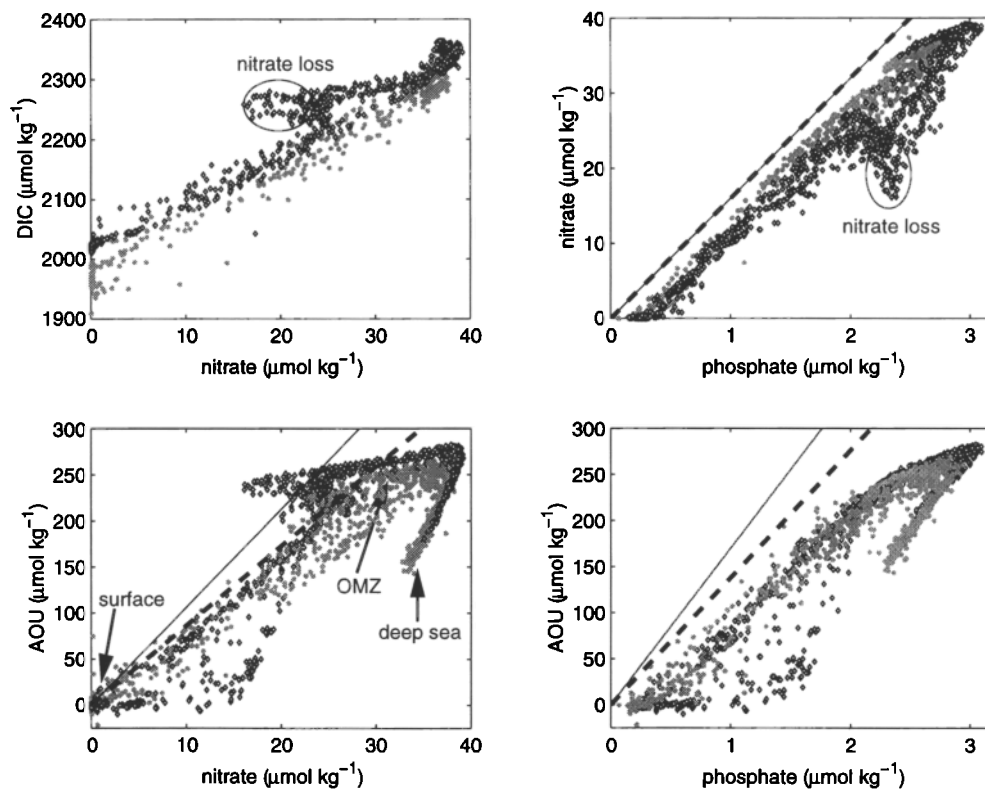 2400
2300
2200
2100
2000
1900
DIC (μmol kg⁻¹)
nitrate loss
0 10 20 30 40
nitrate (μmol kg⁻¹)
40
30
20
10
0
nitrate (μmol kg⁻¹)
nitrate loss
0 1 2 3
phosphate (μmol kg⁻¹)
300
250
200
150
100
50
0
AOU (μmol kg⁻¹)
surface
OMZ
deep sea
0 10 20 30 40
nitrate (μmol kg⁻¹)
300
250
200
150
100
50
0
AOU (μmol kg⁻¹)
0 1 2 3
phosphate (μmol kg⁻¹)